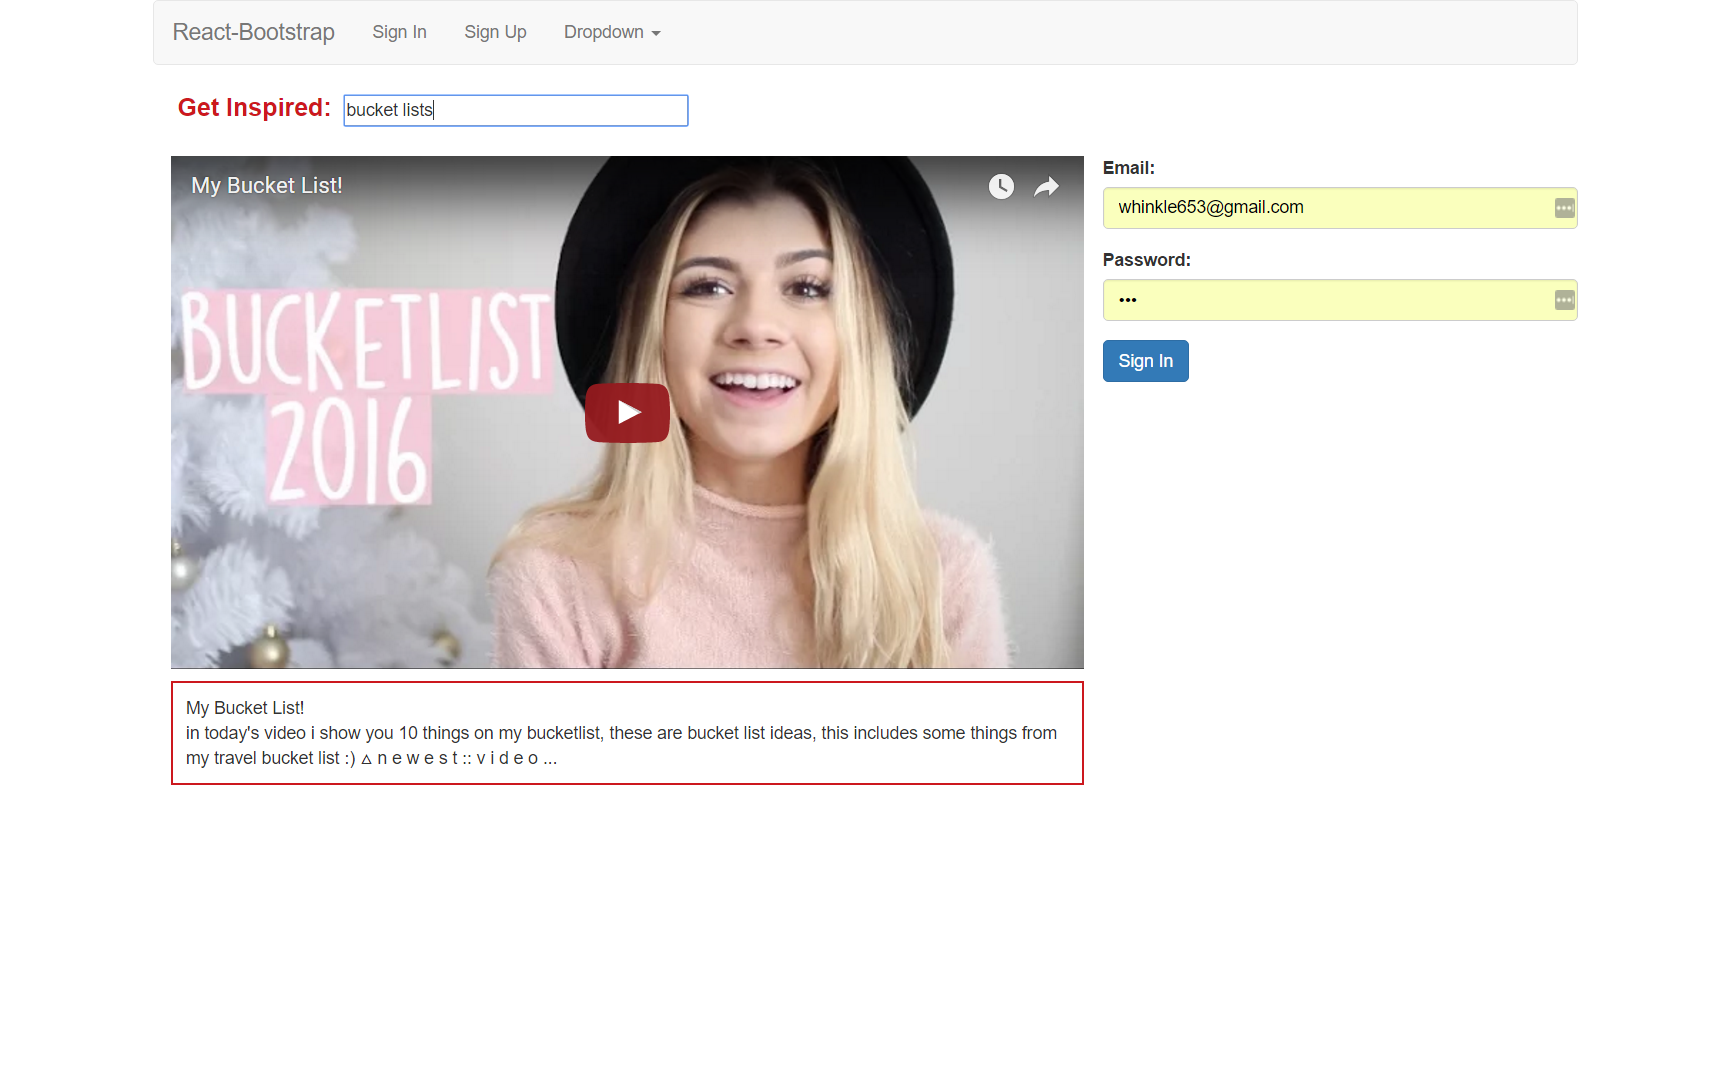 React-Bootstrap Sign In Sign Up Dropdown
Get Inspired: bucket lists
My Bucket List!
BUCKETLIST
2016
Email:
whinkle653@gmail.com
Password:
•••
Sign In
My Bucket List!
in today's video i show you 10 things on my bucketlist, these are bucket list ideas, this includes some things from
my travel bucket list :) ▵ n e w e s t :: v i d e o ...